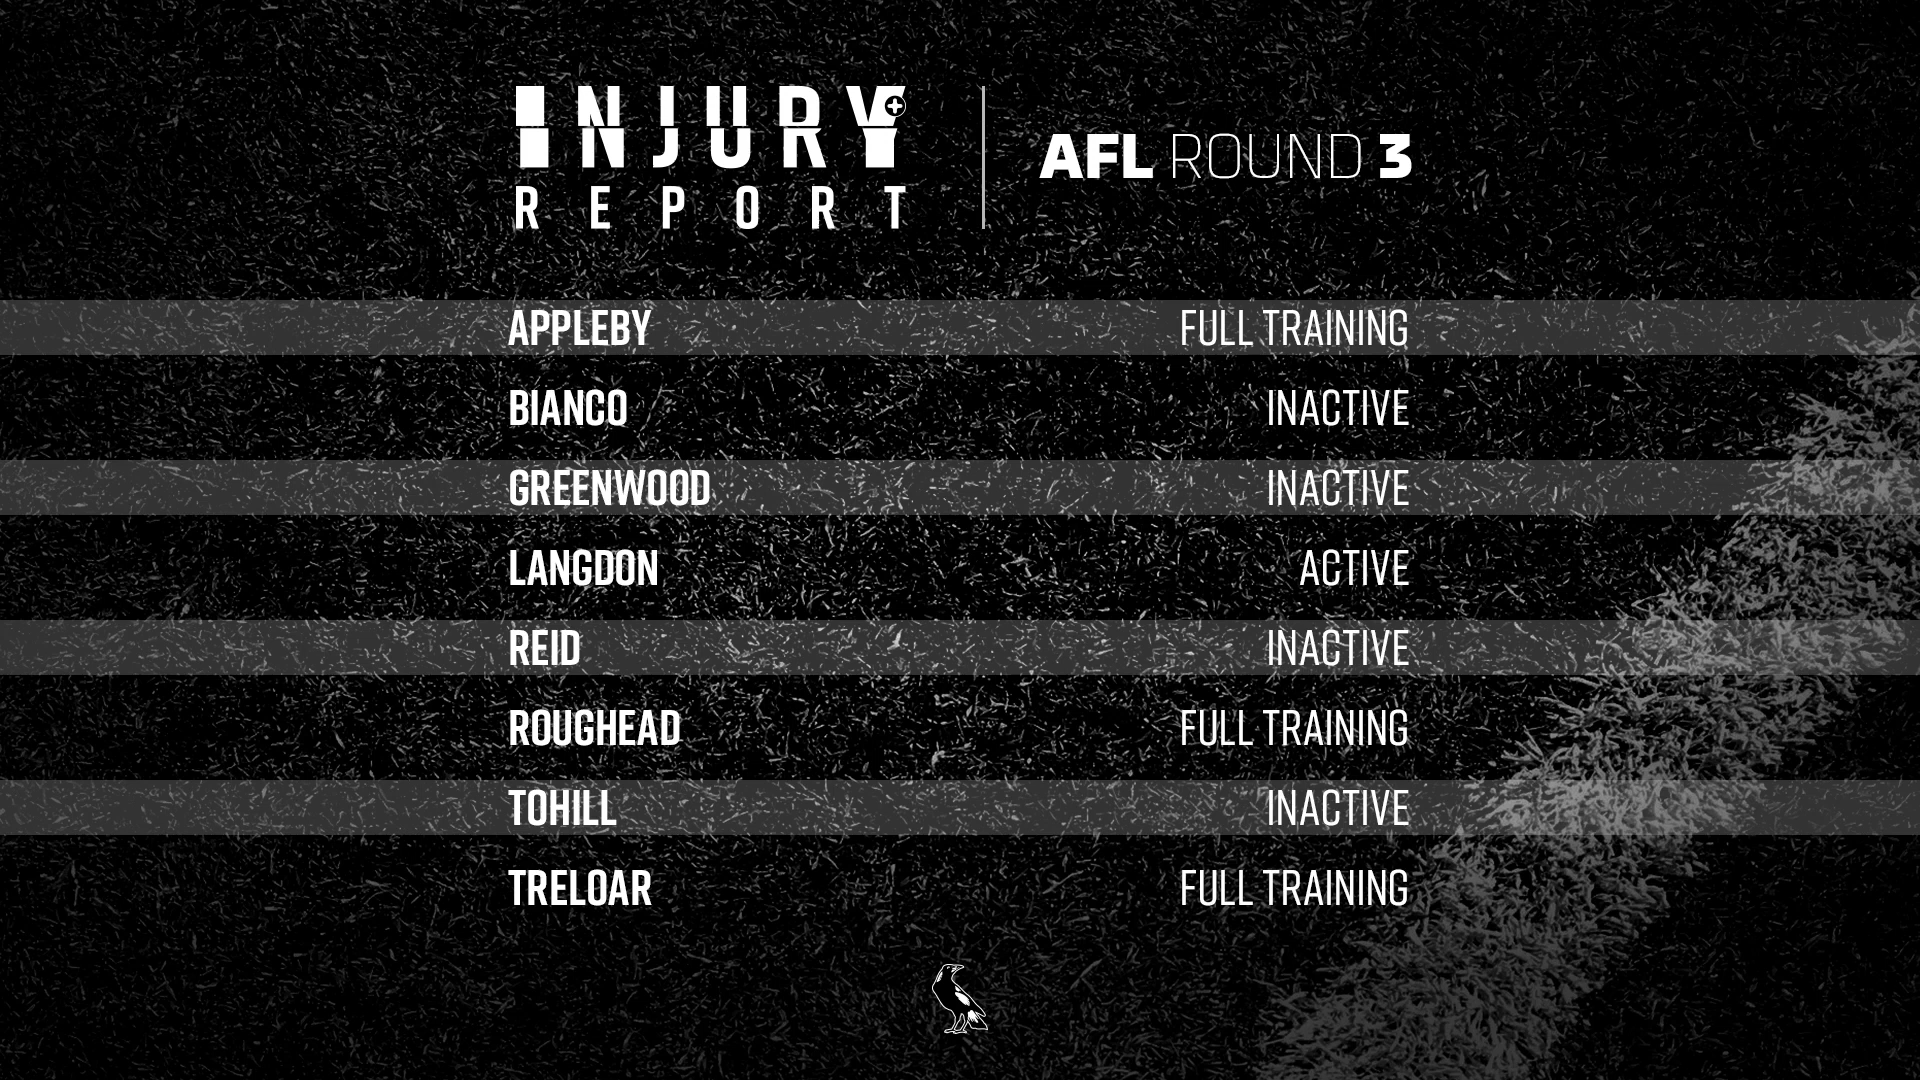 INJURY
REPORT
AFL ROUND 3
APPLEBY FULL TRAINING
BIANCO INACTIVE
GREENWOOD INACTIVE
LANGDON ACTIVE
REID INACTIVE
ROUGHEAD FULL TRAINING
TOHILL INACTIVE
TRELOAR FULL TRAINING